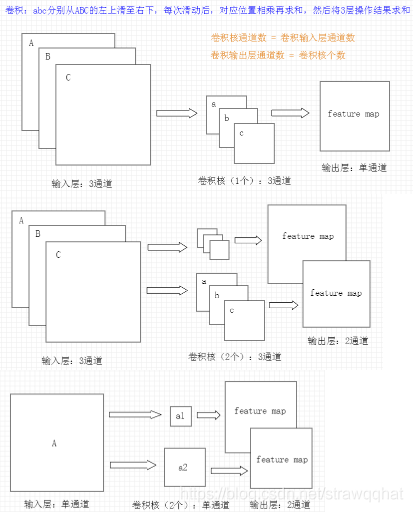 卷积：abc分别从ABC的左上滑至右下，每次滑动后，对应位置相乘再求和，然后将3层操作结果求和
卷积核通道数 = 卷积输入层通道数
卷积输出层通道数 = 卷积核个数
A
B
C
a
b
c
feature map
输入层：3通道
卷积核（1个）：3通道
输出层：单通道
A
B
C
a
b
c
feature map
feature map
输入层：3通道
卷积核（2个）：3通道
输出层：2通道
A
a1
a2
feature map
feature map
输入层：单通道
卷积核（2个）：单通道
输出层：2通道
https://blog.csdn.net/strawqqhat